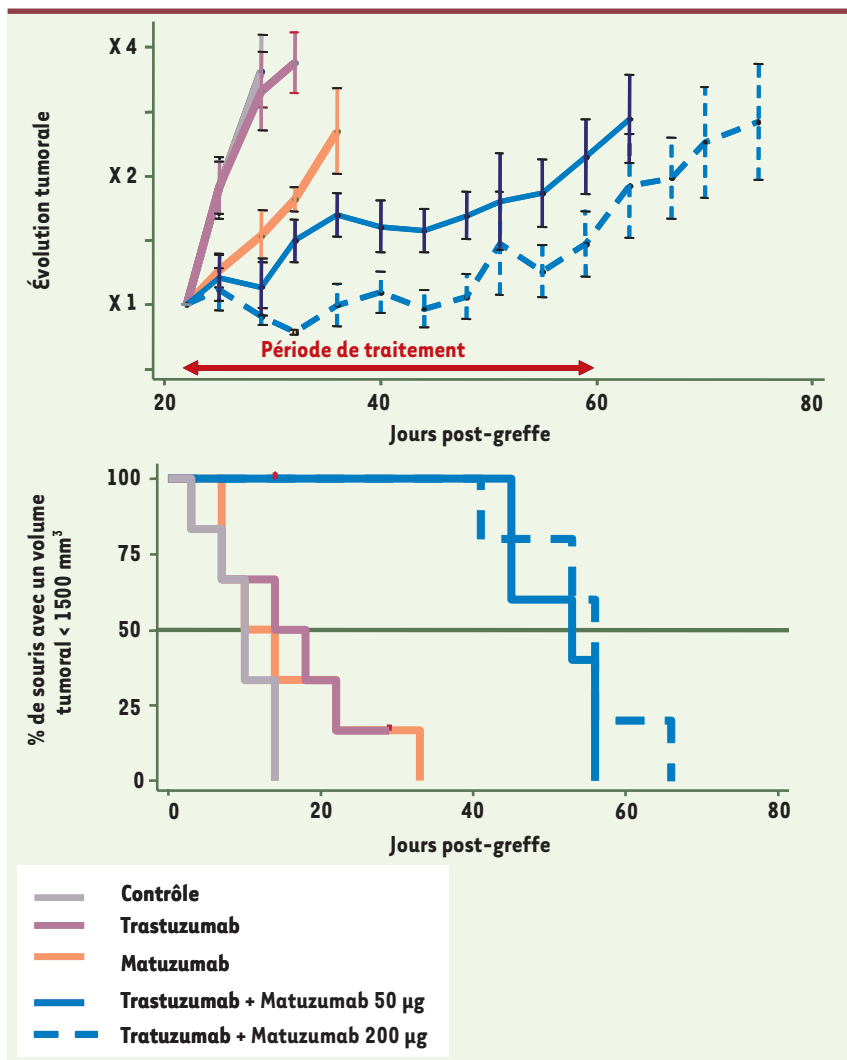 Évolution tumorale
X 4
X 2
X 1
Période de traitement
20 40 60 80
Jours post-greffe
% de souris avec un volume
tumoral < 1500 mm³
100
75
50
25
0
0 20 40 60 80
Jours post-greffe
Contrôle
Trastuzumab
Matuzumab
Trastuzumab + Matuzumab 50 µg
Tratuzumab + Matuzumab 200 µg